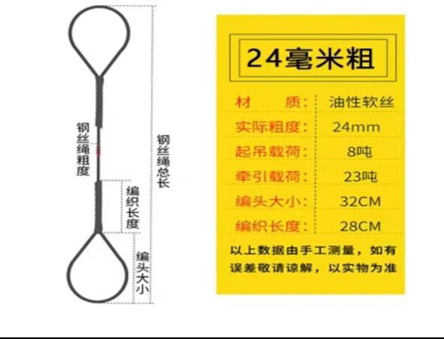 钢丝绳粗度
钢丝绳总长
编织长度
编头大小
24毫米粗
材 质： 油性软丝
实际粗度： 24mm
起吊载荷： 8吨
牵引载荷： 23吨
编头大小： 32CM
编织长度： 28CM
以上数据由手工测量，如有
误差敬请谅解，以实物为准